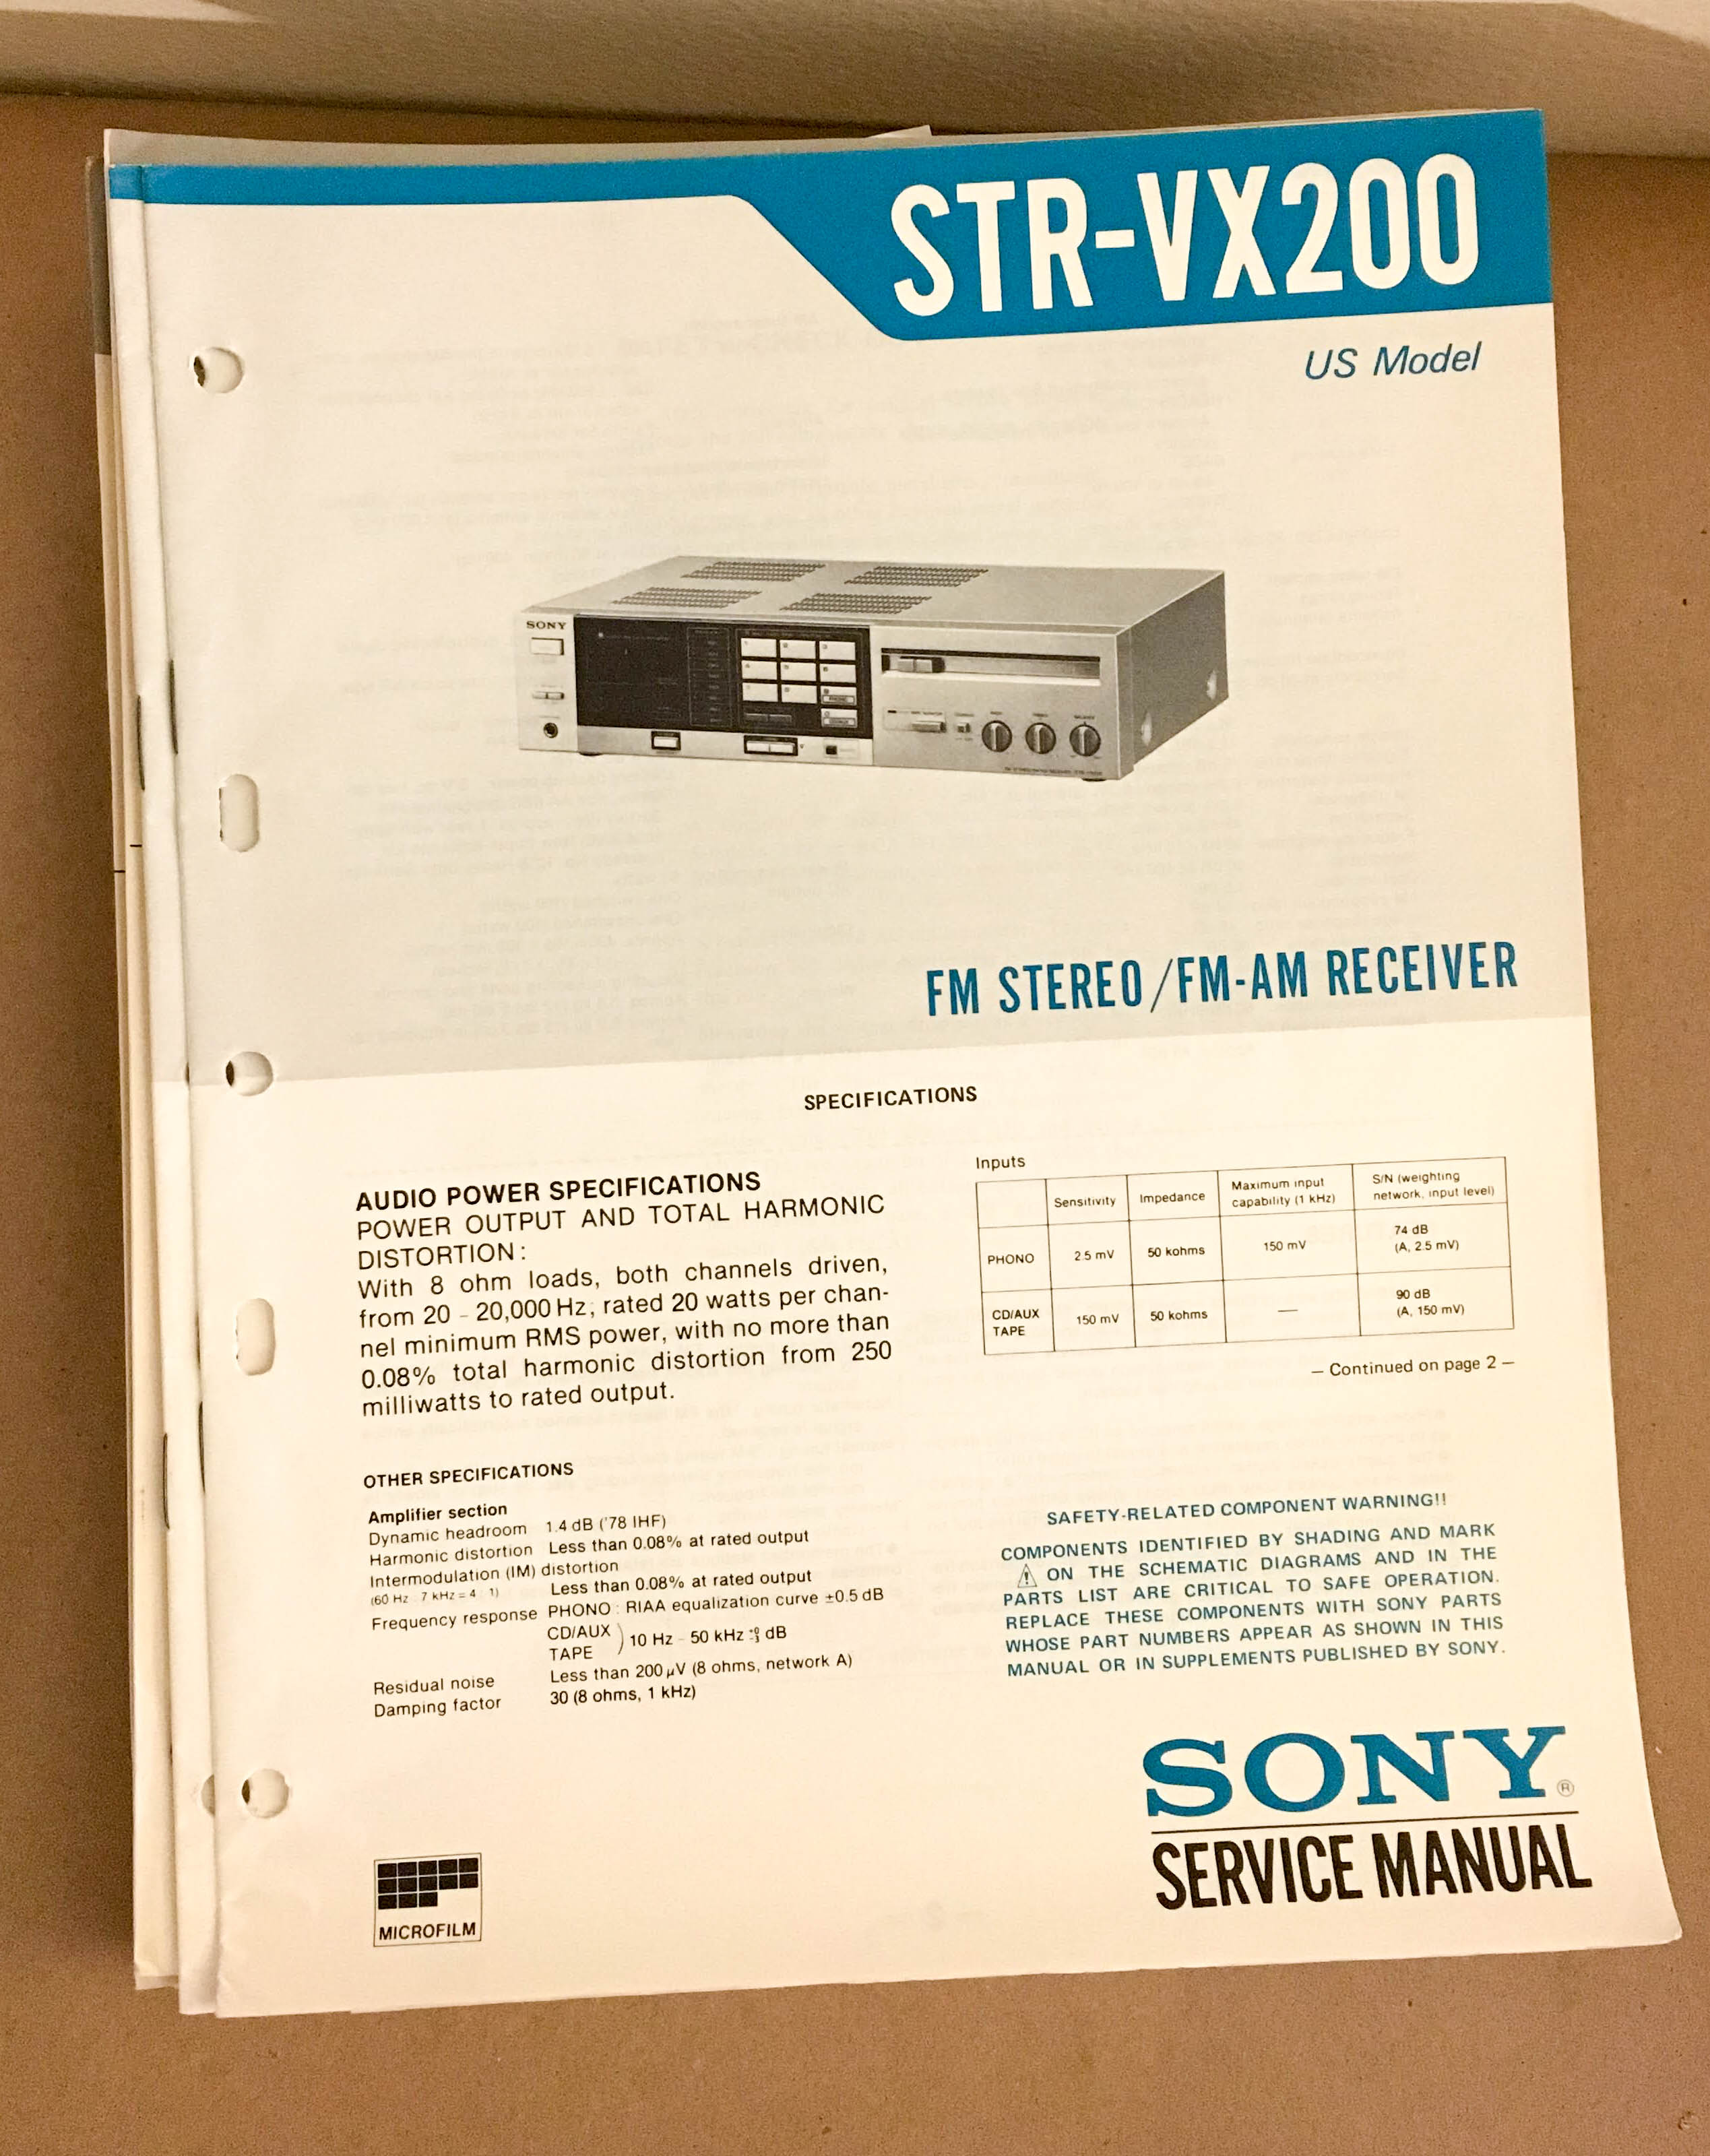 STR-VX200
US Model
SONY
FM STEREO/FM-AM RECEIVER
SPECIFICATIONS
AUDIO POWER SPECIFICATIONS
POWER OUTPUT AND TOTAL HARMONIC
DISTORTION:
With 8 ohm loads, both channels driven,
from 20 - 20,000 Hz; rated 20 watts per chan-
nel minimum RMS power, with no more than
0.08% total harmonic distortion from 250
milliwatts to rated output.
OTHER SPECIFICATIONS
Amplifier section
Dynamic headroom 1.4 dB ('78 IHF)
Harmonic distortion Less than 0.08% at rated output
Intermodulation (IM) distortion
(60 Hz : 7 kHz = 4 : 1) Less than 0.08% at rated output
Frequency response PHONO : RIAA equalization curve ±0.5 dB
CD/AUX
TAPE ) 10 Hz - 50 kHz dB
Residual noise Less than 200 µV (8 ohms, network A)
Damping factor 30 (8 ohms, 1 kHz)
Inputs
Sensitivity Impedance Maximum input capability (1 kHz) S/N (weighting network, input level)
PHONO 2.5 mV 50 kohms 150 mV 74 dB (A, 2.5 mV)
CD/AUX TAPE 150 mV 50 kohms — 90 dB (A, 150 mV)
— Continued on page 2 —
SAFETY-RELATED COMPONENT WARNING!!
COMPONENTS IDENTIFIED BY SHADING AND MARK
⚠ ON THE SCHEMATIC DIAGRAMS AND IN THE
PARTS LIST ARE CRITICAL TO SAFE OPERATION.
REPLACE THESE COMPONENTS WITH SONY PARTS
WHOSE PART NUMBERS APPEAR AS SHOWN IN THIS
MANUAL OR IN SUPPLEMENTS PUBLISHED BY SONY.
SONY®
SERVICE MANUAL
MICROFILM